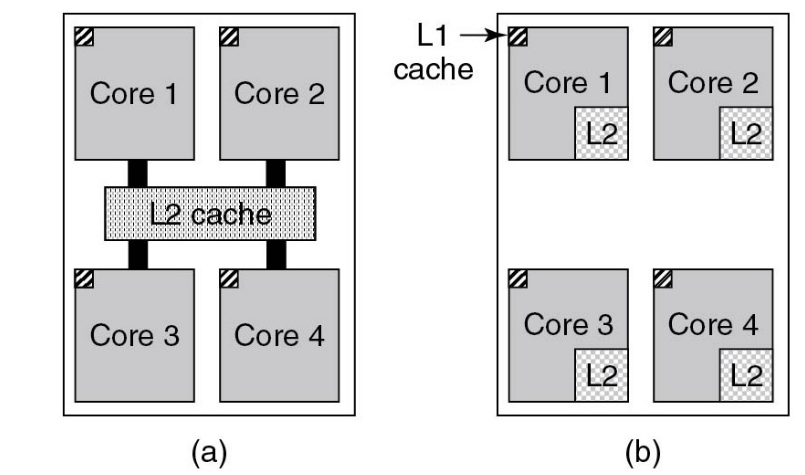 L1
cache
Core 1
Core 2
L2 cache
Core 3
Core 4
(a)
Core 1
L2
Core 2
L2
Core 3
L2
Core 4
L2
(b)